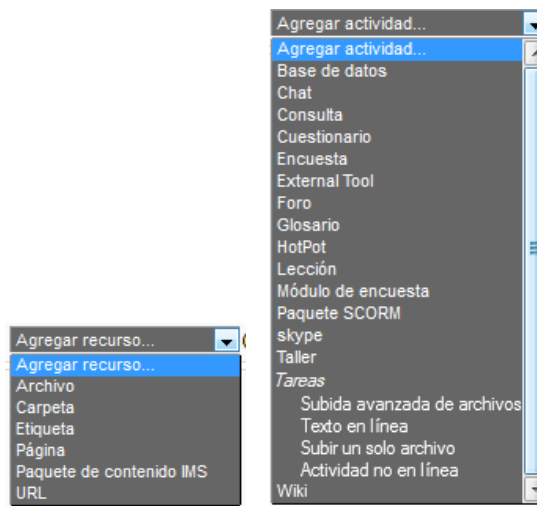 Agregar recurso...
Agregar recurso...
Archivo
Carpeta
Etiqueta
Página
Paquete de contenido IMS
URL
Agregar actividad...
Agregar actividad...
Base de datos
Chat
Consulta
Cuestionario
Encuesta
External Tool
Foro
Glosario
HotPot
Lección
Módulo de encuesta
Paquete SCORM
skype
Taller
Tareas
Subida avanzada de archivos
Texto en línea
Subir un solo archivo
Actividad no en línea
Wiki